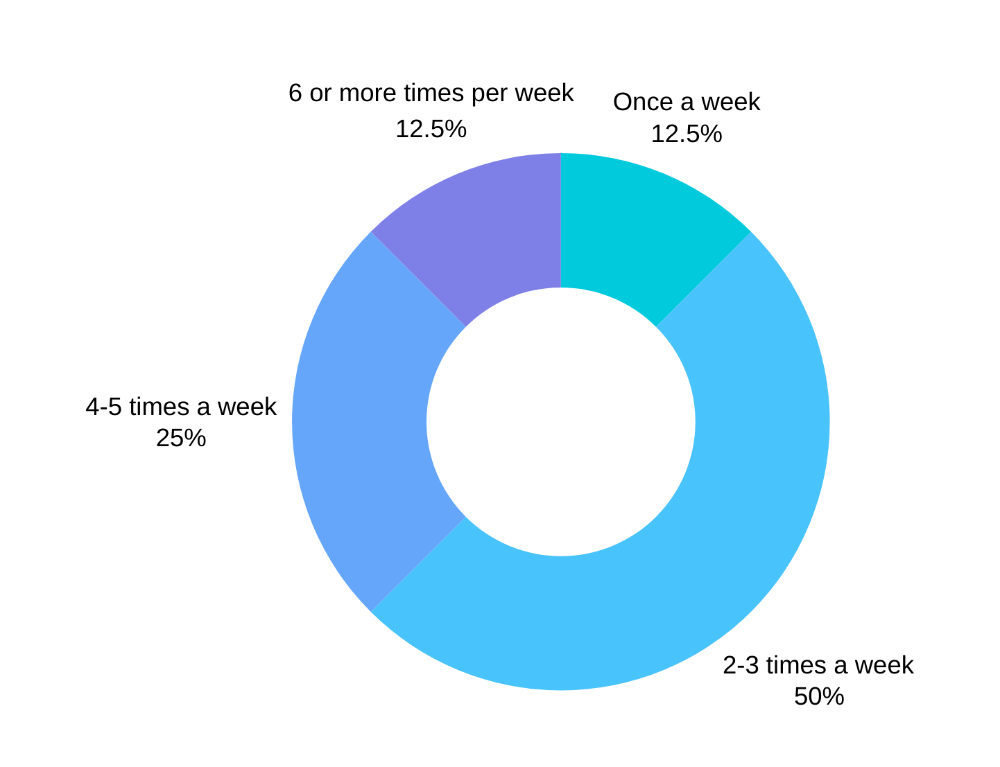 6 or more times per week
12.5%
Once a week
12.5%
4-5 times a week
25%
2-3 times a week
50%